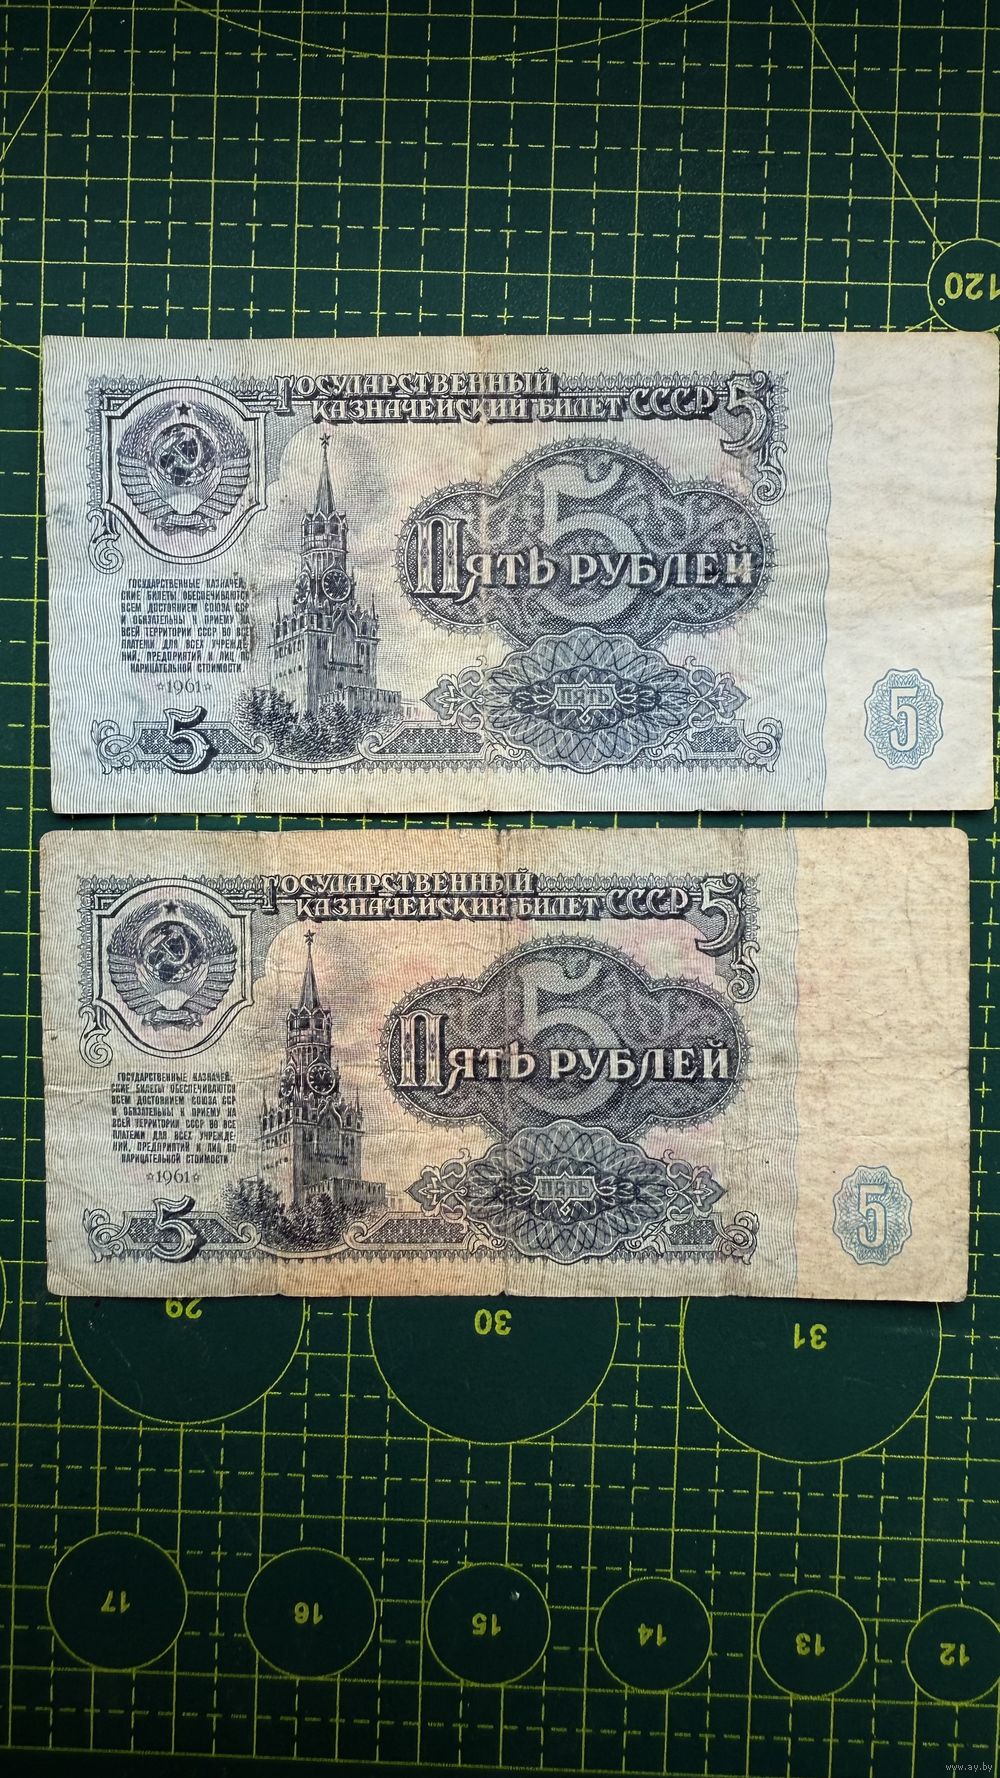 120°
ГОСУДАРСТВЕННЫЙ
КАЗНАЧЕЙСКИЙ БИЛЕТ СССР 5
5
ПЯТЬ РУБЛЕЙ
ГОСУДАРСТВЕННЫЕ КАЗНАЧЕЙ-
СКИЕ БИЛЕТЫ ОБЕСПЕЧИВАЮТСЯ
ВСЕМ ДОСТОЯНИЕМ СОЮЗА ССР
И ОБЯЗАТЕЛЬНЫ К ПРИЕМУ НА
ВСЕЙ ТЕРРИТОРИИ СССР ВО ВСЕ
ПЛАТЕЖИ ДЛЯ ВСЕХ УЧРЕЖДЕ-
НИЙ, ПРЕДПРИЯТИЙ И ЛИЦ ПО
НАРИЦАТЕЛЬНОЙ СТОИМОСТИ
☆1961☆
ПЯТЬ
5
5
ГОСУДАРСТВЕННЫЙ
КАЗНАЧЕЙСКИЙ БИЛЕТ СССР 5
5
ПЯТЬ РУБЛЕЙ
ГОСУДАРСТВЕННЫЕ КАЗНАЧЕЙ-
СКИЕ БИЛЕТЫ ОБЕСПЕЧИВАЮТСЯ
ВСЕМ ДОСТОЯНИЕМ СОЮЗА ССР
И ОБЯЗАТЕЛЬНЫ К ПРИЕМУ НА
ВСЕЙ ТЕРРИТОРИИ СССР ВО ВСЕ
ПЛАТЕЖИ ДЛЯ ВСЕХ УЧРЕЖДЕ-
НИЙ, ПРЕДПРИЯТИЙ И ЛИЦ ПО
НАРИЦАТЕЛЬНОЙ СТОИМОСТИ
☆1961☆
ПЯТЬ
5
5
29 30 31
17 16 15 14 13 12
www.ay.by